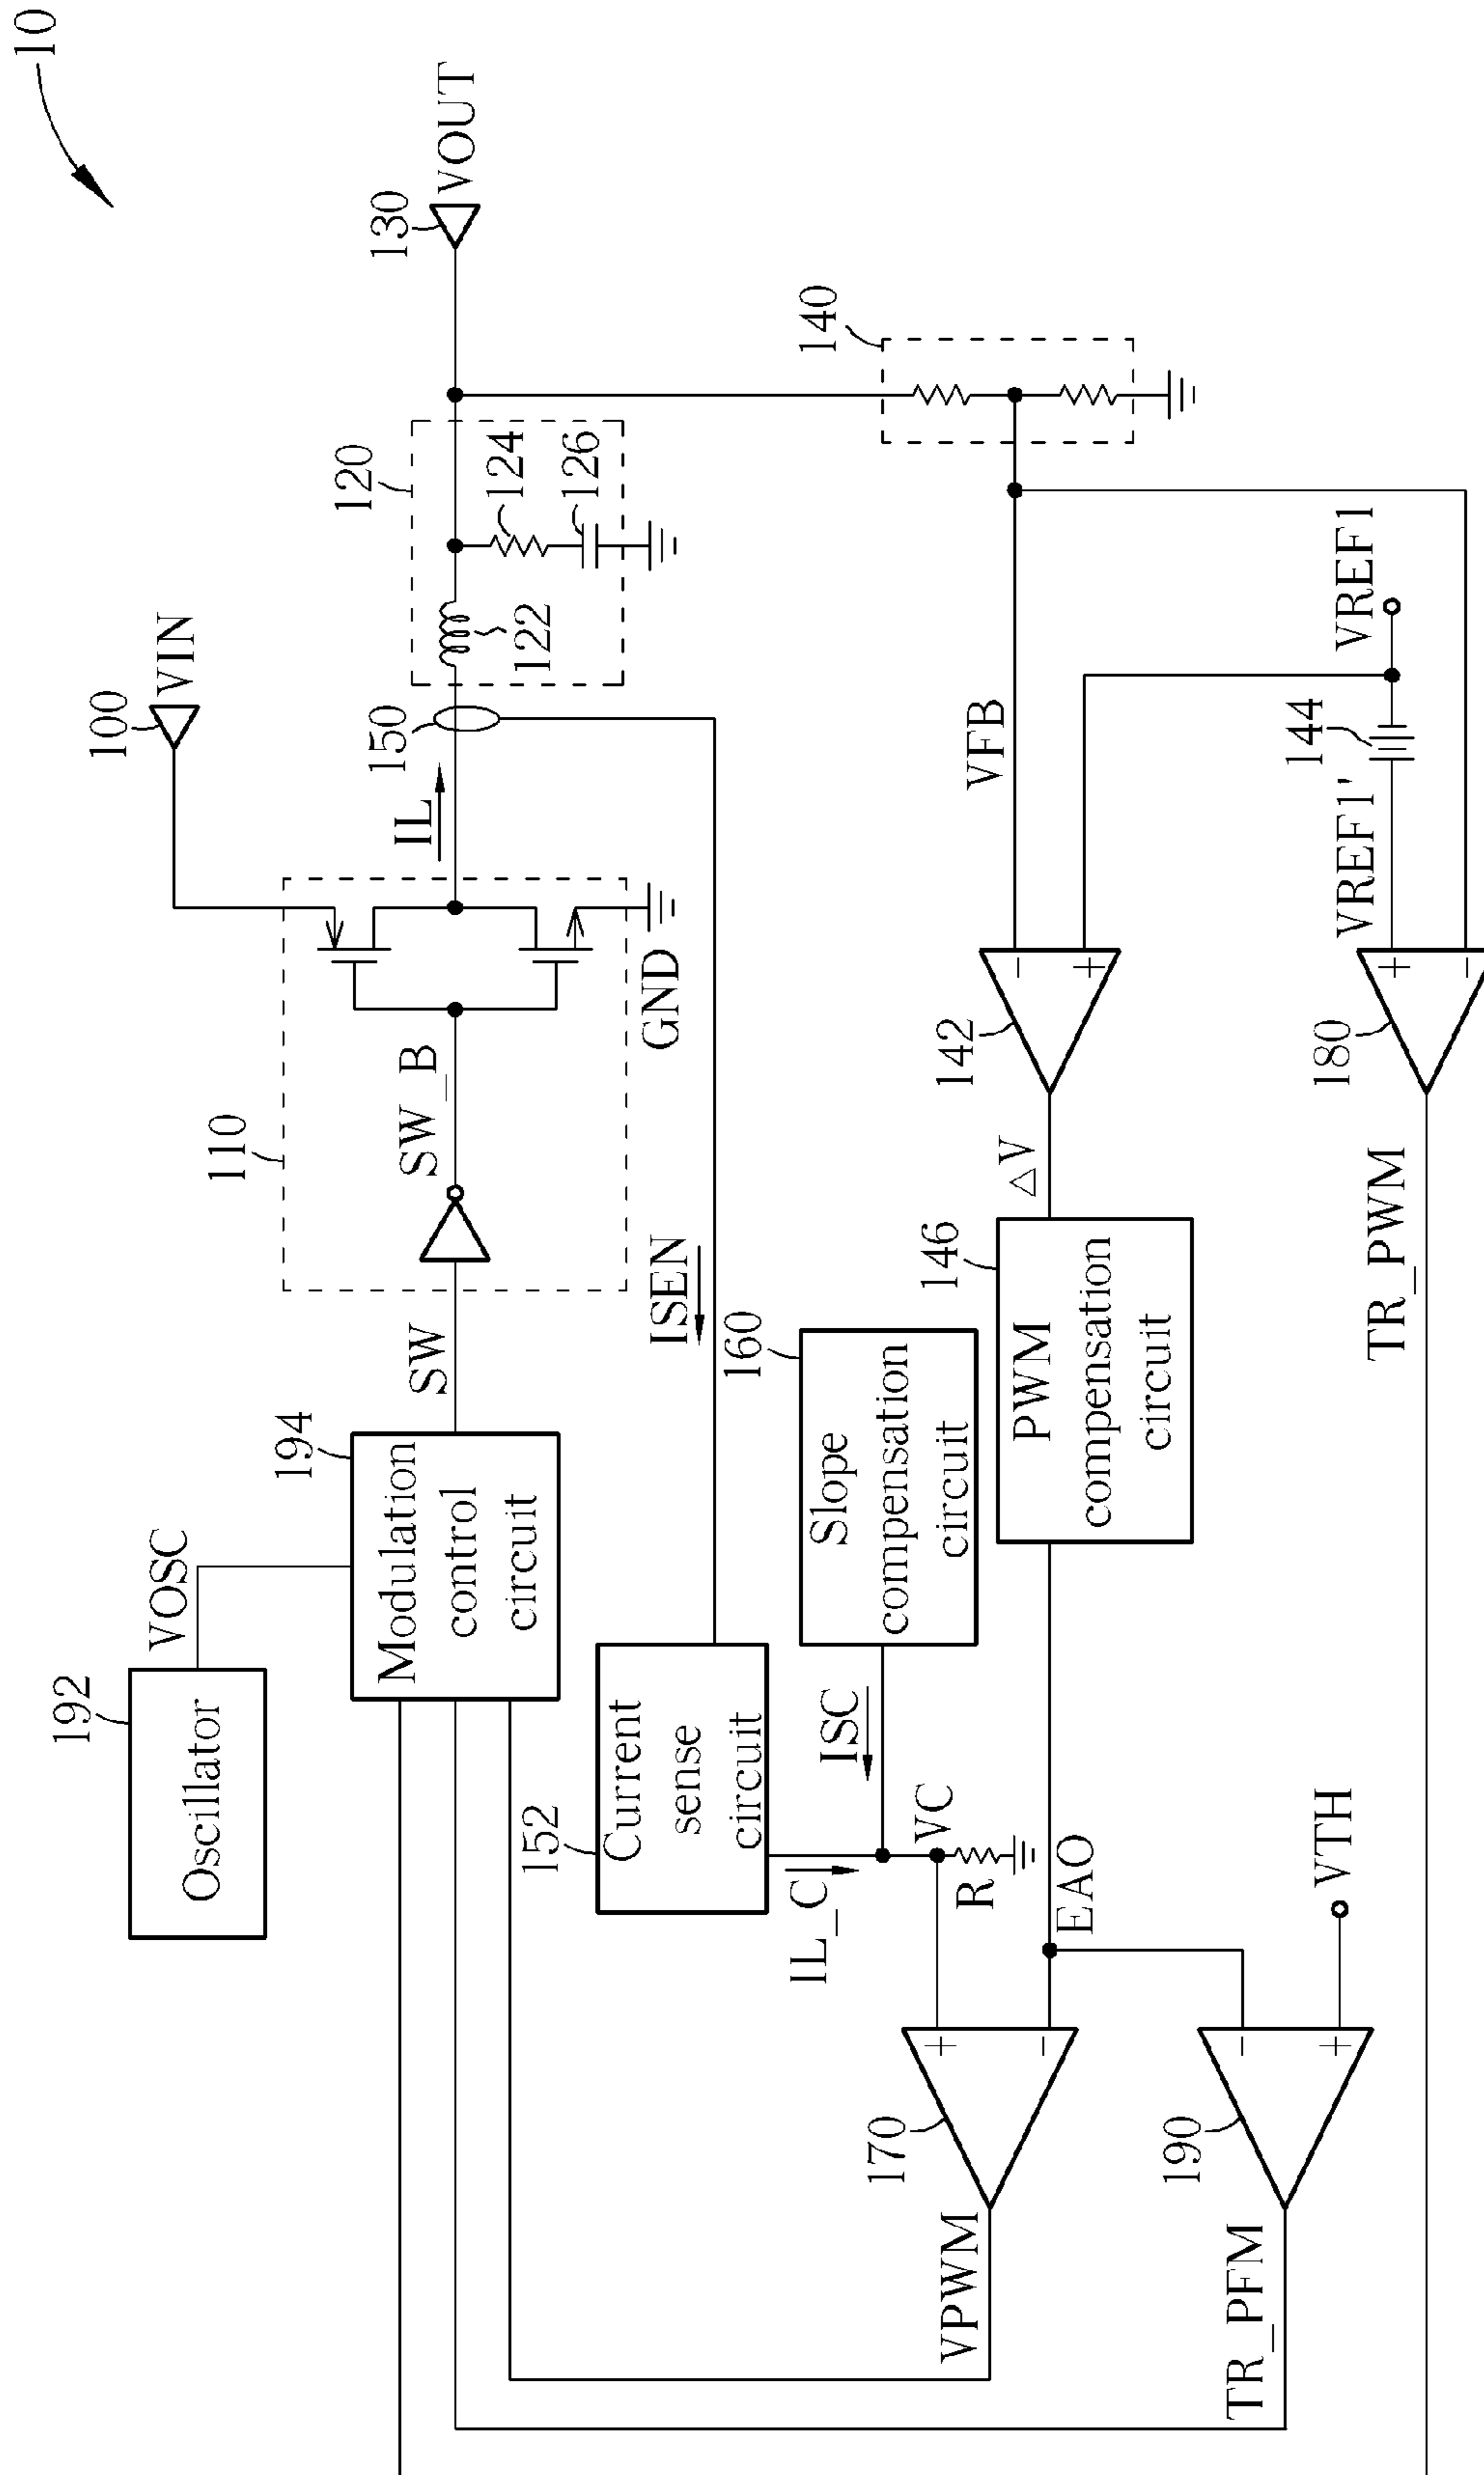 10
100
VIN
130
VOUT
120
124
126
122
150
IL
110
SW_B
GND
SW
194
Modulation
control
circuit
VOSC
192
Oscillator
ISEN
152
Current
sense
circuit
IL_C
160
Slope
compensation
circuit
ISC
VC
R
140
VFB
142
-
+
ΔV
146
PWM
compensation
circuit
EAO
VREF1
144
VREF1'
180
+
-
TR_PWM
VTH
170
+
-
VPWM
190
-
+
TR_PFM